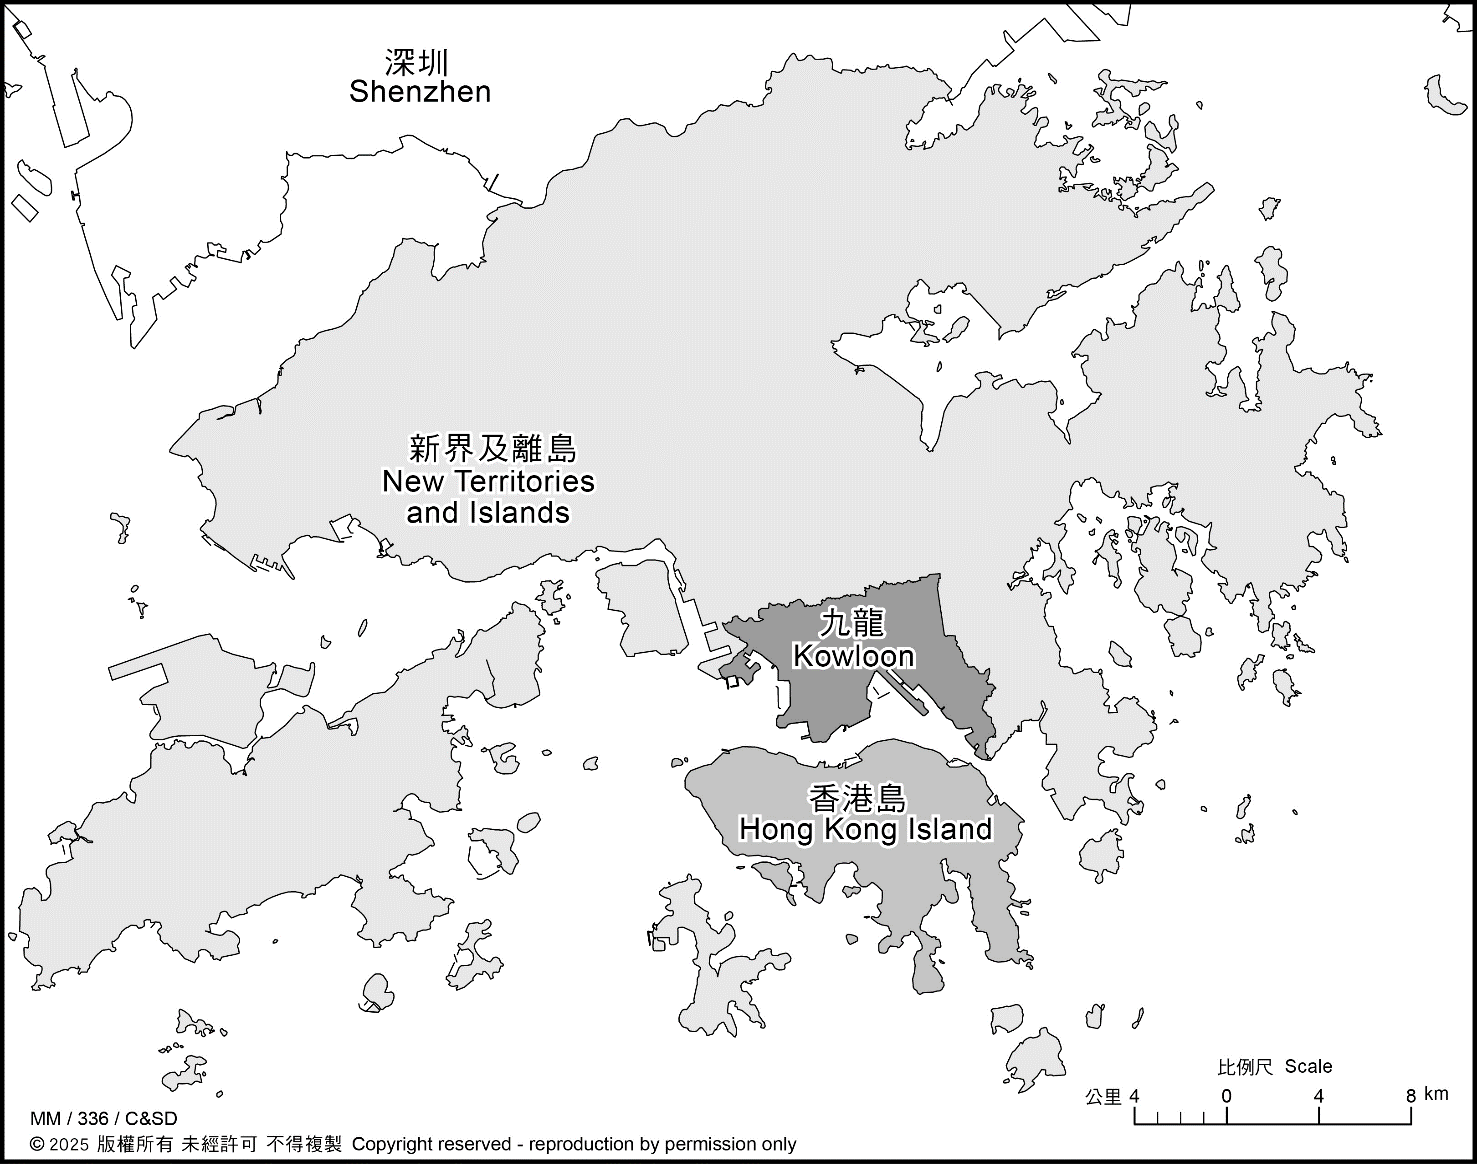 深圳
Shenzhen
新界及離島
New Territories
and Islands
九龍
Kowloon
香港島
Hong Kong Island
比例尺 Scale
公里 4 0 4 8 km
MM / 336 / C&SD
© 2025 版權所有 未經許可 不得複製 Copyright reserved - reproduction by permission only